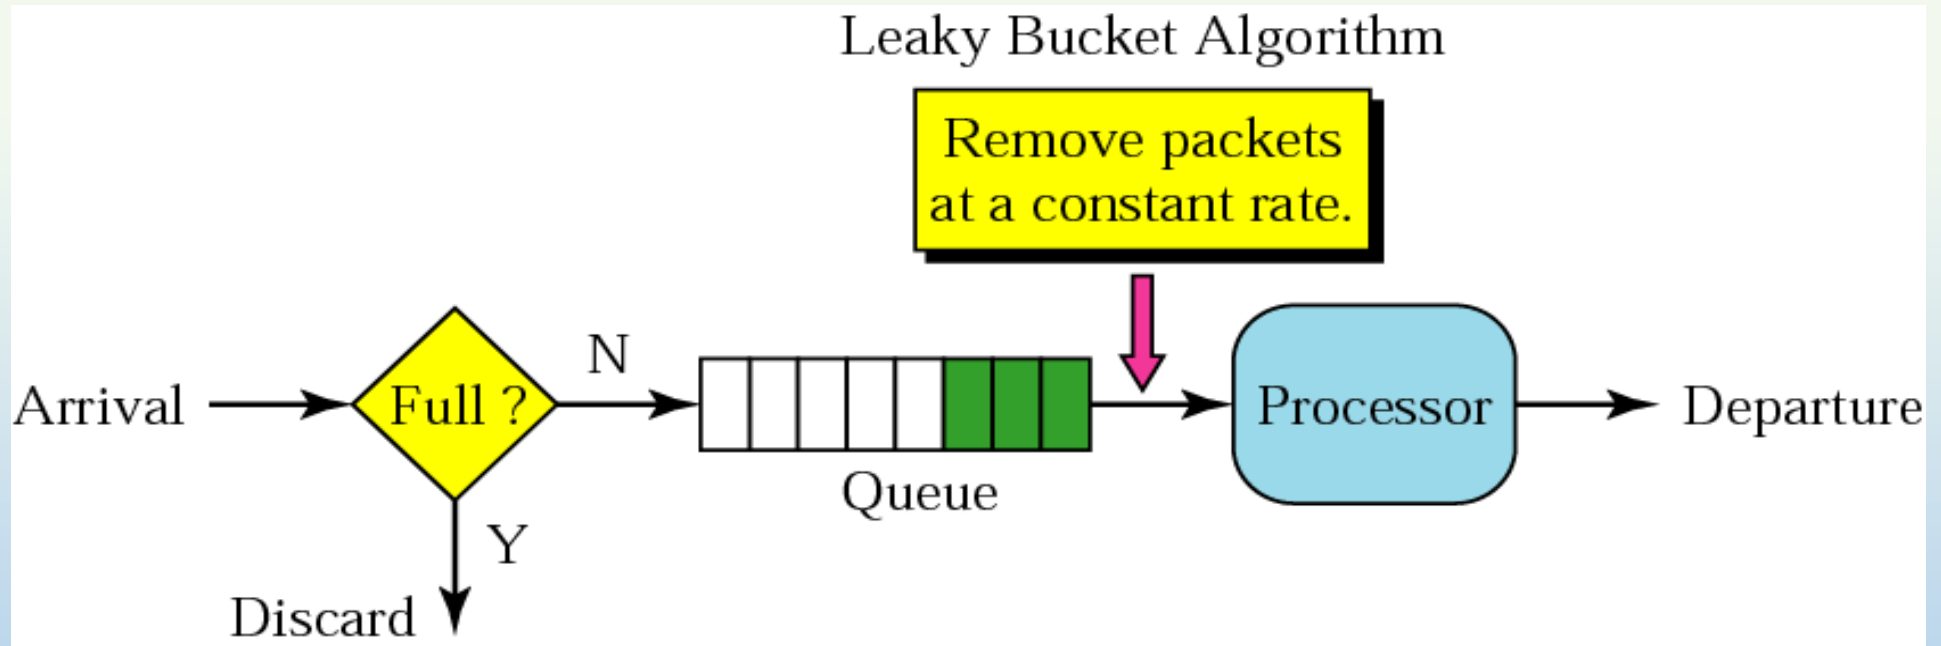 Leaky Bucket Algorithm
Remove packets
at a constant rate.
Arrival
Full ?
N
Y
Discard
Queue
Processor
Departure